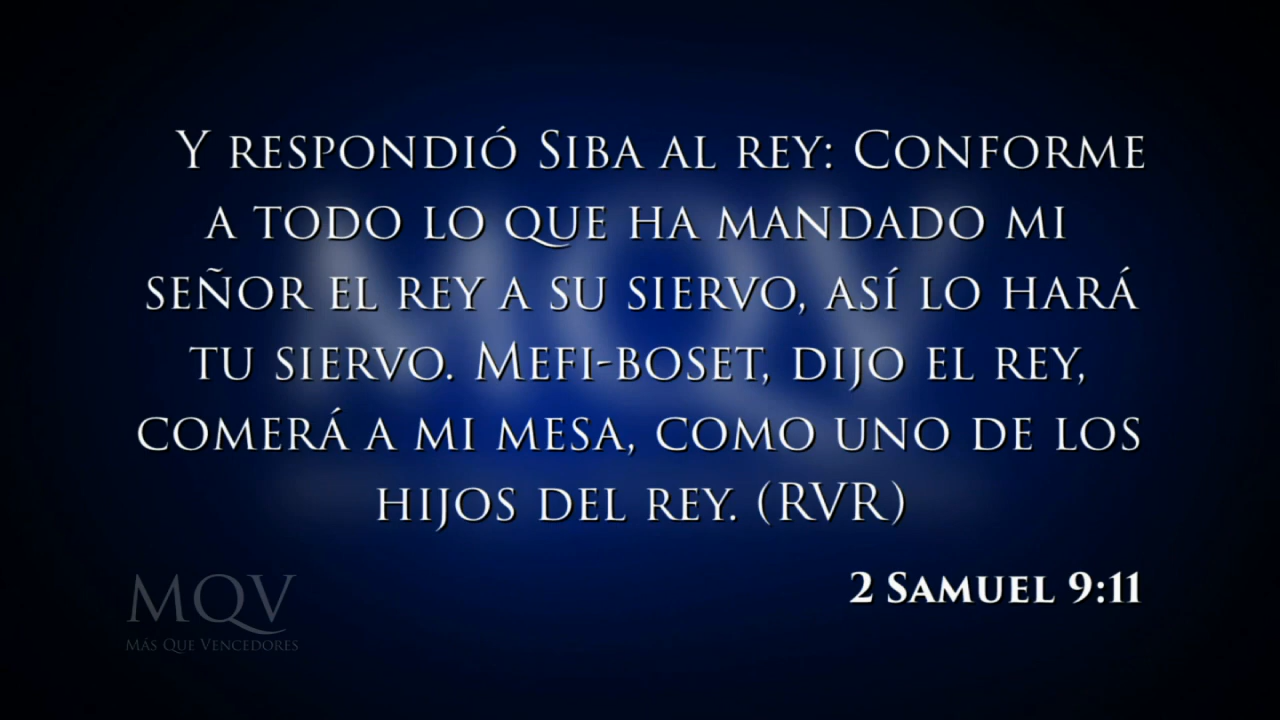 Y respondió Siba al rey: Conforme
a todo lo que ha mandado mi
señor el rey a su siervo, así lo hará
tu siervo. Mefi-boset, dijo el rey,
comerá a mi mesa, como uno de los
hijos del rey. (RVR)
2 Samuel 9:11
MQV
Más Que Vencedores